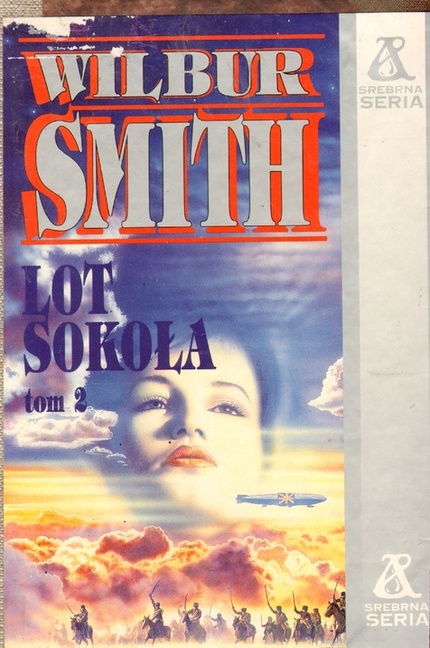 WILBUR
SMITH
LOT
SOKOŁA
tom 2
SREBRNA
SERIA
SREBRNA
SERIA